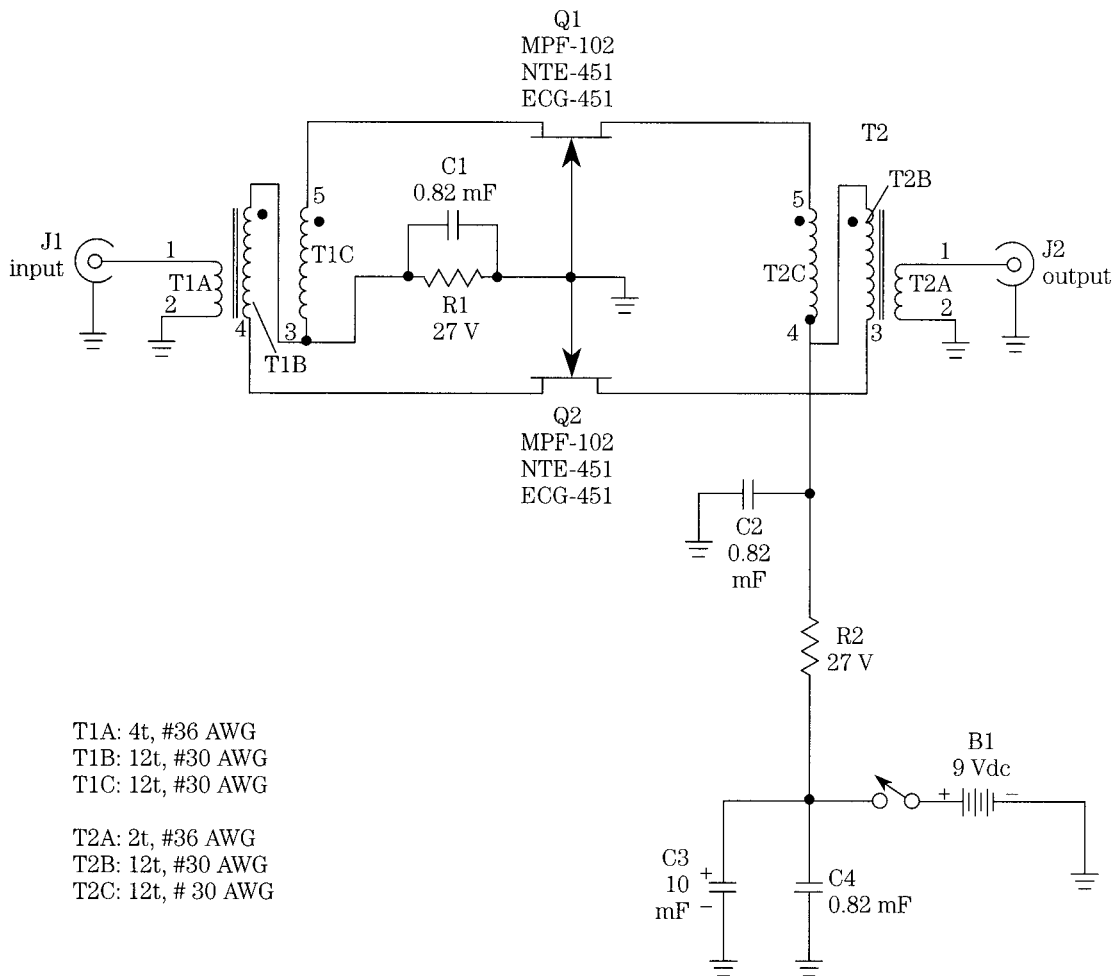 Q1
MPF-102
NTE-451
ECG-451
T2
C1
0.82 mF
T2B
5
5
J1
input
1
T1C
T1A
2
R1
27 V
T2C
1
T2A
2
J2
output
4
3
T1B
4
3
Q2
MPF-102
NTE-451
ECG-451
C2
0.82
mF
R2
27 V
T1A: 4t, #36 AWG
T1B: 12t, #30 AWG
T1C: 12t, #30 AWG
T2A: 2t, #36 AWG
T2B: 12t, #30 AWG
T2C: 12t, # 30 AWG
B1
9 Vdc
+ −
C3
10
mF
+
−
C4
0.82 mF